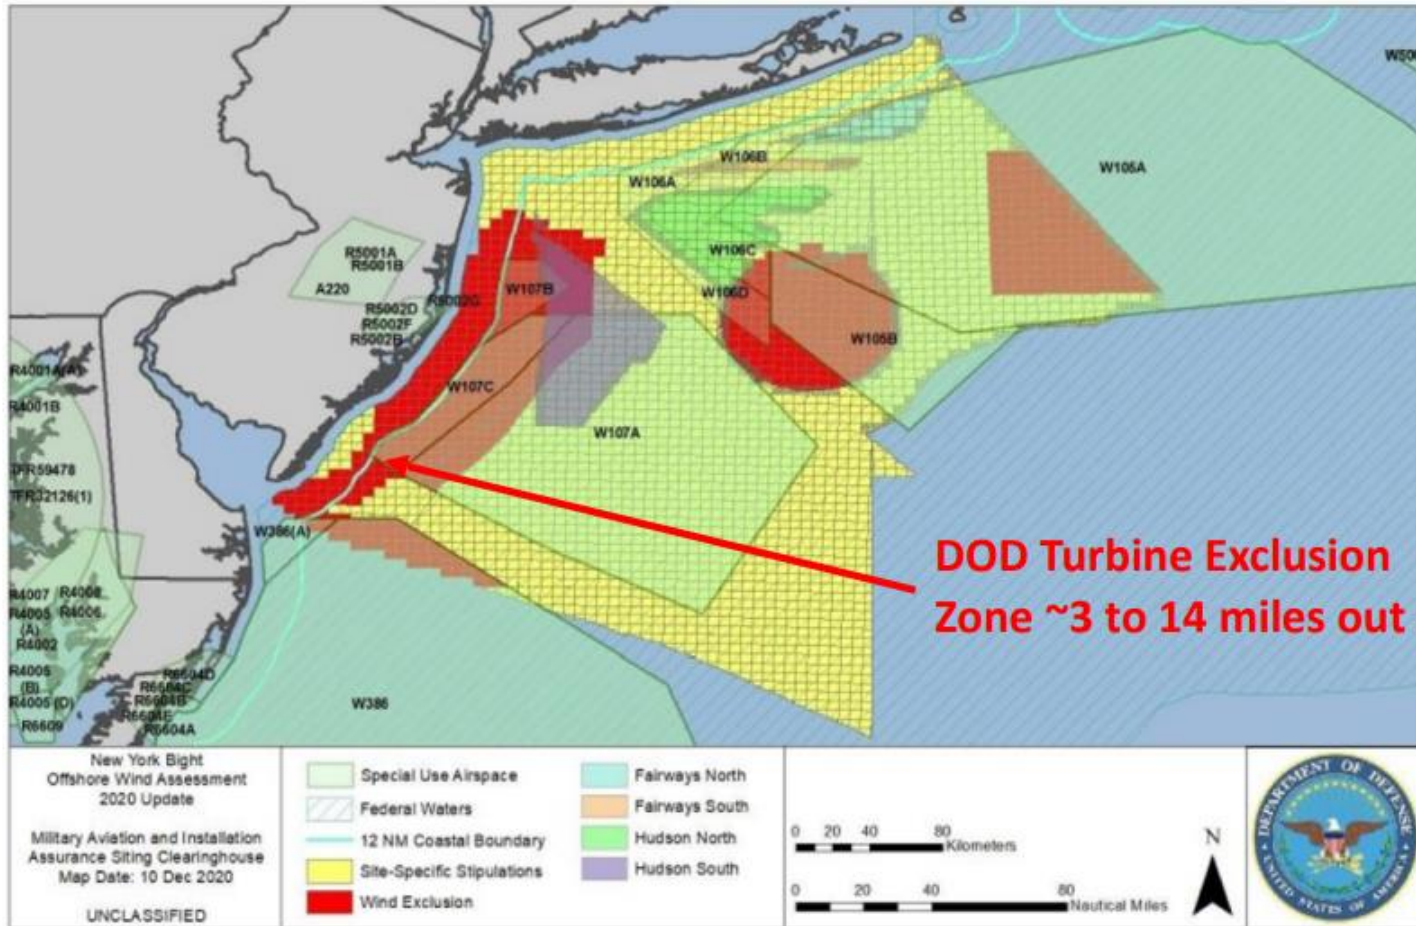 W50
W105A
W106B
W106A
W106C
W106D
W105B
R5001A
R5001B
A220
R5002G
R5002D
R5002F
R5002B
W107B
W107C
W107A
R4001A(A)
R4001B
TFR32126(1)
W386(A)
DOD Turbine Exclusion
Zone ~3 to 14 miles out
R4007
R4008
R4005
(A)
R4006
R4002
R4005
(B)
R4005 (D)
R6609
R6604D
R6604C
R6604B
R6604E
R6604A
W386
New York Bight
Offshore Wind Assessment
2020 Update
Military Aviation and Installation
Assurance Siting Clearinghouse
Map Date: 10 Dec 2020
UNCLASSIFIED
Special Use Airspace
Federal Waters
12 NM Coastal Boundary
Site-Specific Stipulations
Wind Exclusion
Fairways North
Fairways South
Hudson North
Hudson South
0 20 40 80
Kilometers
0 20 40 80
Nautical Miles
N
DEPARTMENT OF DEFENSE
UNITED STATES OF AMERICA